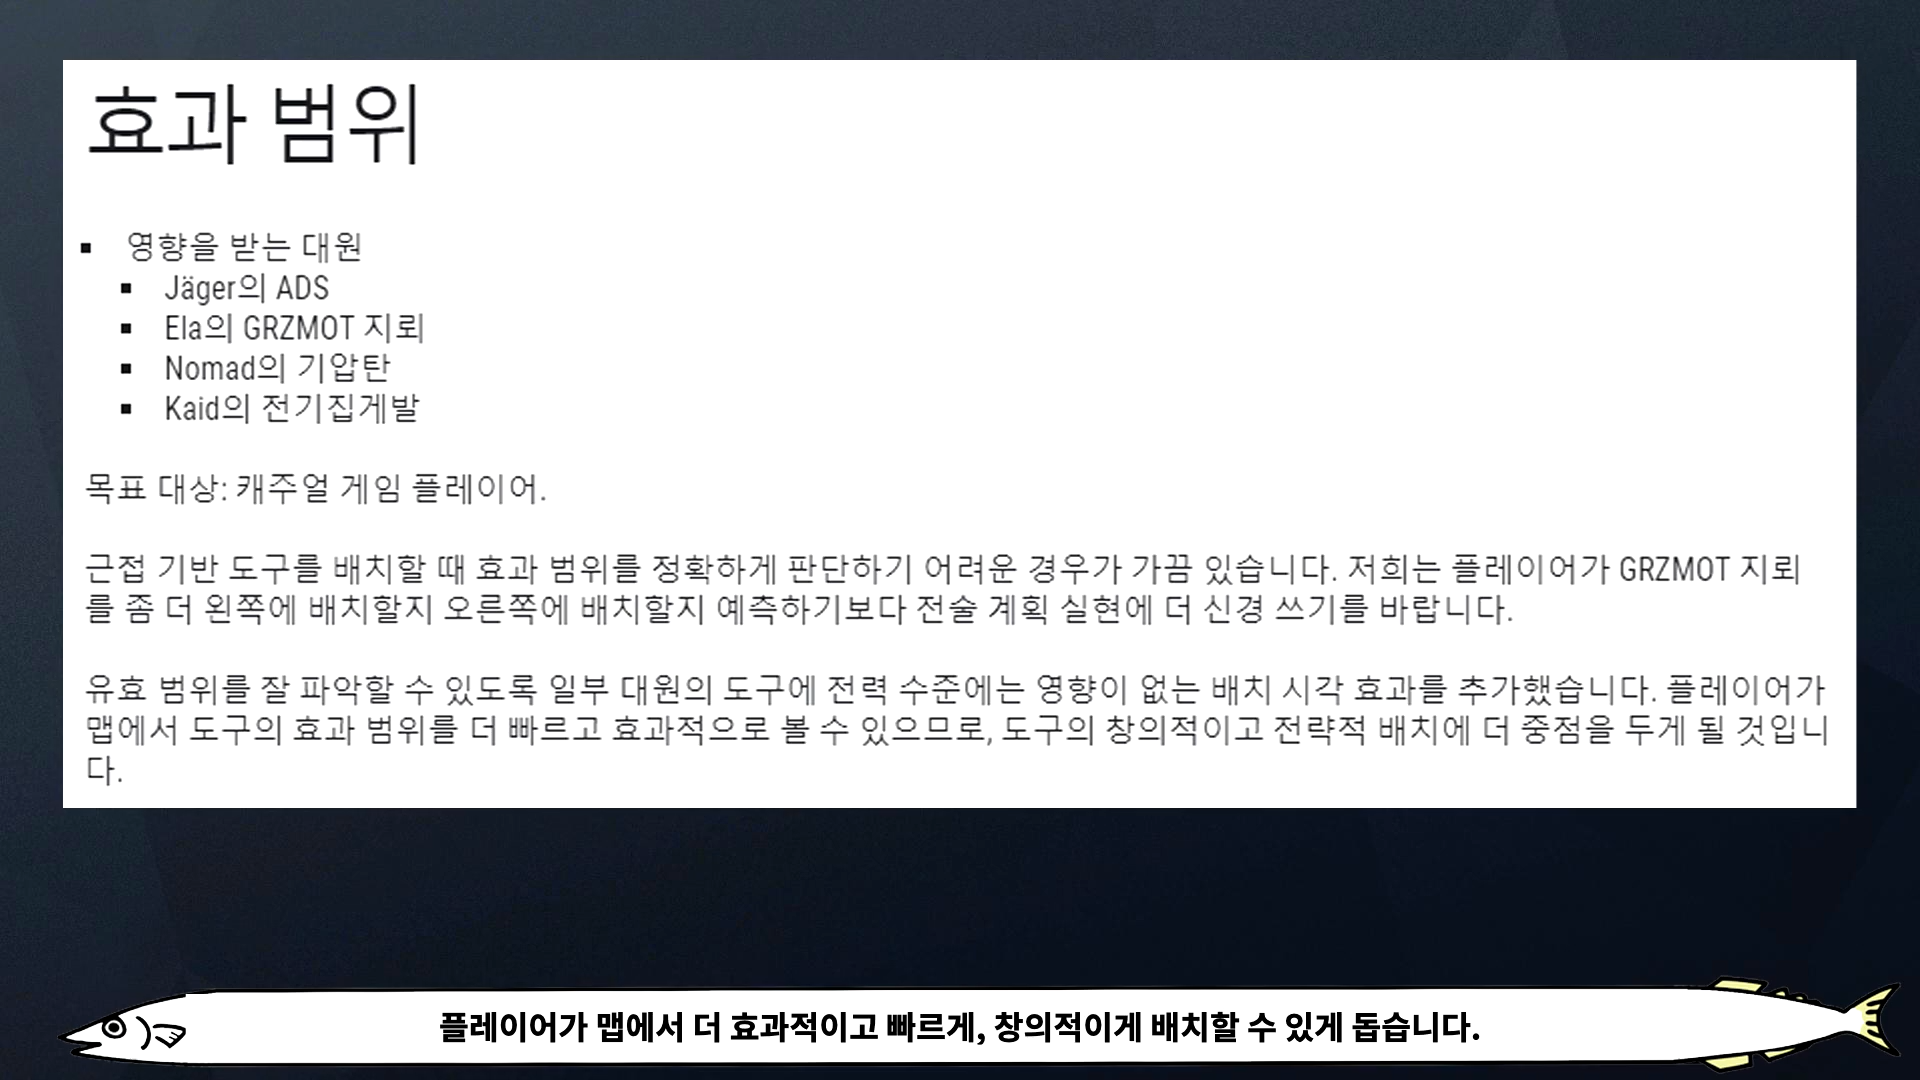 효과 범위
▪ 영향을 받는 대원
▪ Jäger의 ADS
▪ Ela의 GRZMOT 지뢰
▪ Nomad의 기압탄
▪ Kaid의 전기집게발
목표 대상: 캐주얼 게임 플레이어.
근접 기반 도구를 배치할 때 효과 범위를 정확하게 판단하기 어려운 경우가 가끔 있습니다. 저희는 플레이어가 GRZMOT 지뢰
를 좀 더 왼쪽에 배치할지 오른쪽에 배치할지 예측하기보다 전술 계획 실현에 더 신경 쓰기를 바랍니다.
유효 범위를 잘 파악할 수 있도록 일부 대원의 도구에 전력 수준에는 영향이 없는 배치 시각 효과를 추가했습니다. 플레이어가
맵에서 도구의 효과 범위를 더 빠르고 효과적으로 볼 수 있으므로, 도구의 창의적이고 전략적 배치에 더 중점을 두게 될 것입니
다.
플레이어가 맵에서 더 효과적이고 빠르게, 창의적이게 배치할 수 있게 돕습니다.